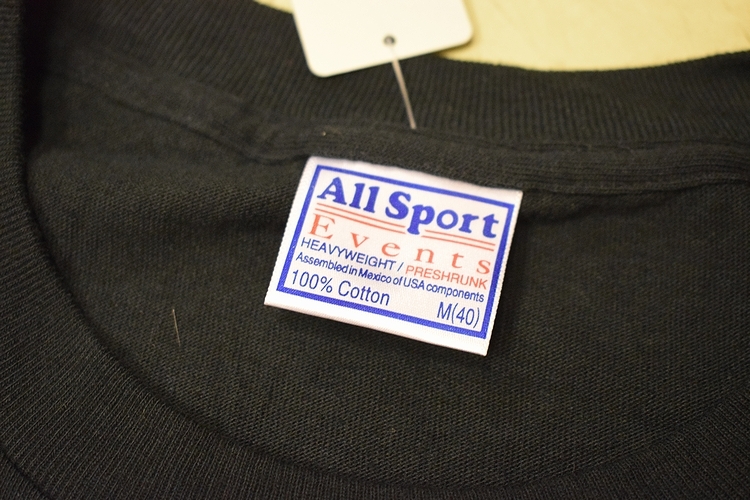 All Sport
Events
HEAVYWEIGHT / PRESHRUNK
Assembled in Mexico of USA components
100% Cotton
M(40)